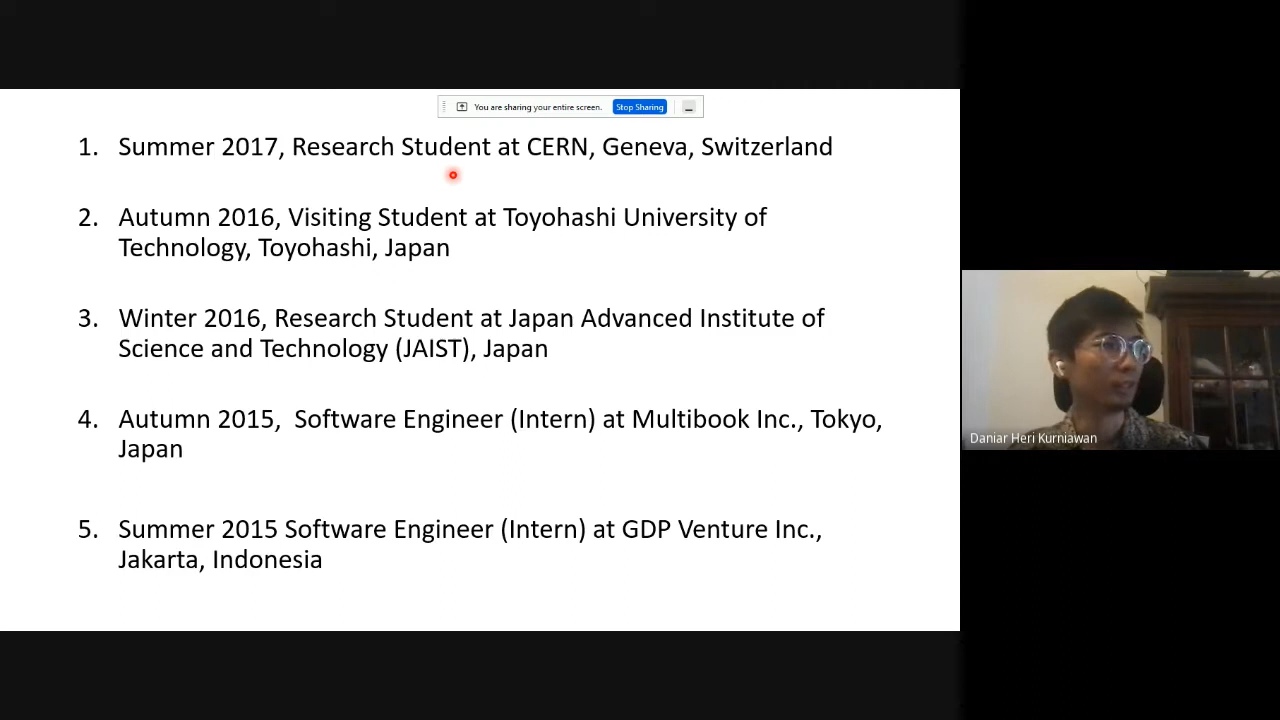 You are sharing your entire screen. Stop Sharing
1. Summer 2017, Research Student at CERN, Geneva, Switzerland
2. Autumn 2016, Visiting Student at Toyohashi University of
Technology, Toyohashi, Japan
3. Winter 2016, Research Student at Japan Advanced Institute of
Science and Technology (JAIST), Japan
4. Autumn 2015, Software Engineer (Intern) at Multibook Inc., Tokyo,
Japan
5. Summer 2015 Software Engineer (Intern) at GDP Venture Inc.,
Jakarta, Indonesia
Daniar Heri Kurniawan